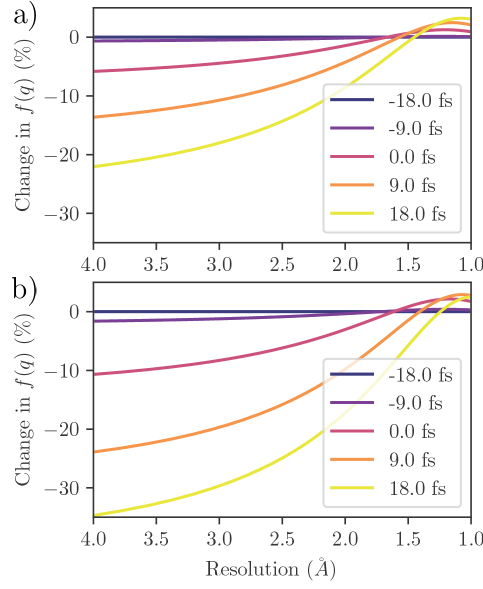 a)
Change in f(q) (%)
0
−10
−20
−30
-18.0 fs
-9.0 fs
0.0 fs
9.0 fs
18.0 fs
4.0 3.5 3.0 2.5 2.0 1.5 1.0
b)
Change in f(q) (%)
0
−10
−20
−30
-18.0 fs
-9.0 fs
0.0 fs
9.0 fs
18.0 fs
4.0 3.5 3.0 2.5 2.0 1.5 1.0
Resolution (Å)